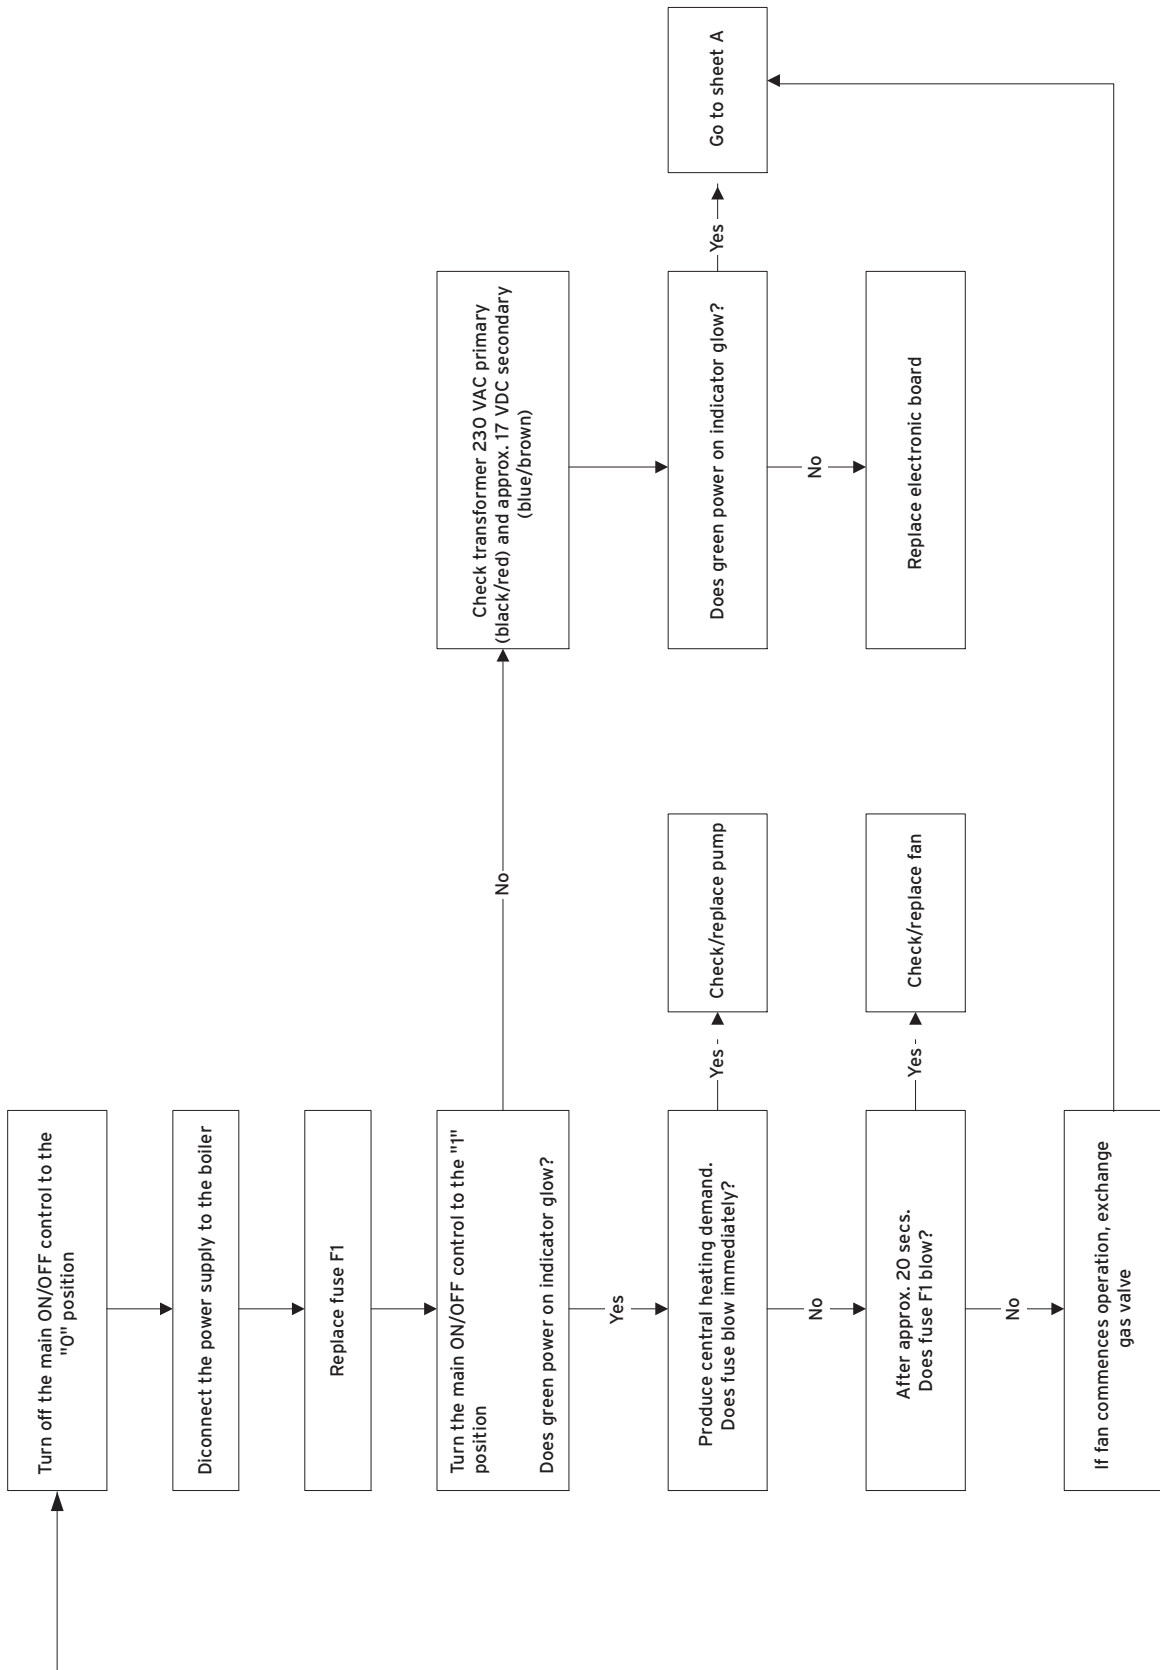 Turn off the main ON/OFF control to the
"0" position
Diconnect the power supply to the boiler
Replace fuse F1
Turn the main ON/OFF control to the "1"
position
Does green power on indicator glow?
No
Check transformer 230 VAC primary
(black/red) and approx. 17 VDC secondary
(blue/brown)
Yes
Produce central heating demand.
Does fuse blow immediately?
Yes
Check/replace pump
Does green power on indicator glow?
Yes
Go to sheet A
No
No
After approx. 20 secs.
Does fuse F1 blow?
Yes
Check/replace fan
Replace electronic board
No
If fan commences operation, exchange
gas valve